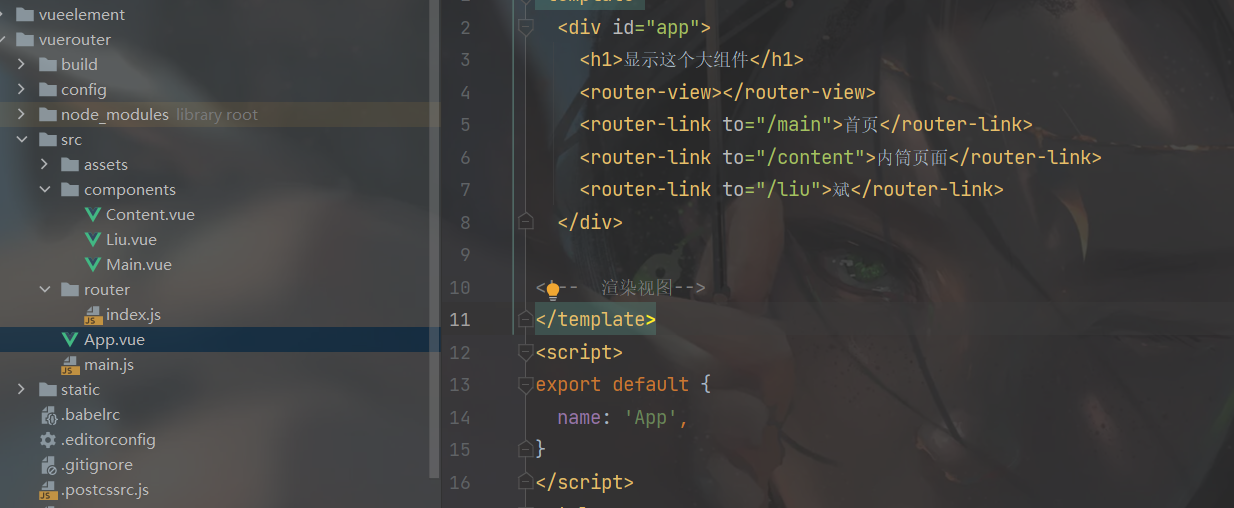 vueelement
vuerouter
build
config
node_modules library root
src
assets
components
Content.vue
Liu.vue
Main.vue
router
index.js
App.vue
main.js
static
.babelrc
.editorconfig
.gitignore
.postcssrc.js
2 <div id="app">
3 <h1>显示这个大组件</h1>
4 <router-view></router-view>
5 <router-link to="/main">首页</router-link>
6 <router-link to="/content">内筒页面</router-link>
7 <router-link to="/liu">斌</router-link>
8 </div>
9
10 <!-- 渲染视图-->
11 </template>
12 <script>
13 export default {
14 name: 'App',
15 }
16 </script>